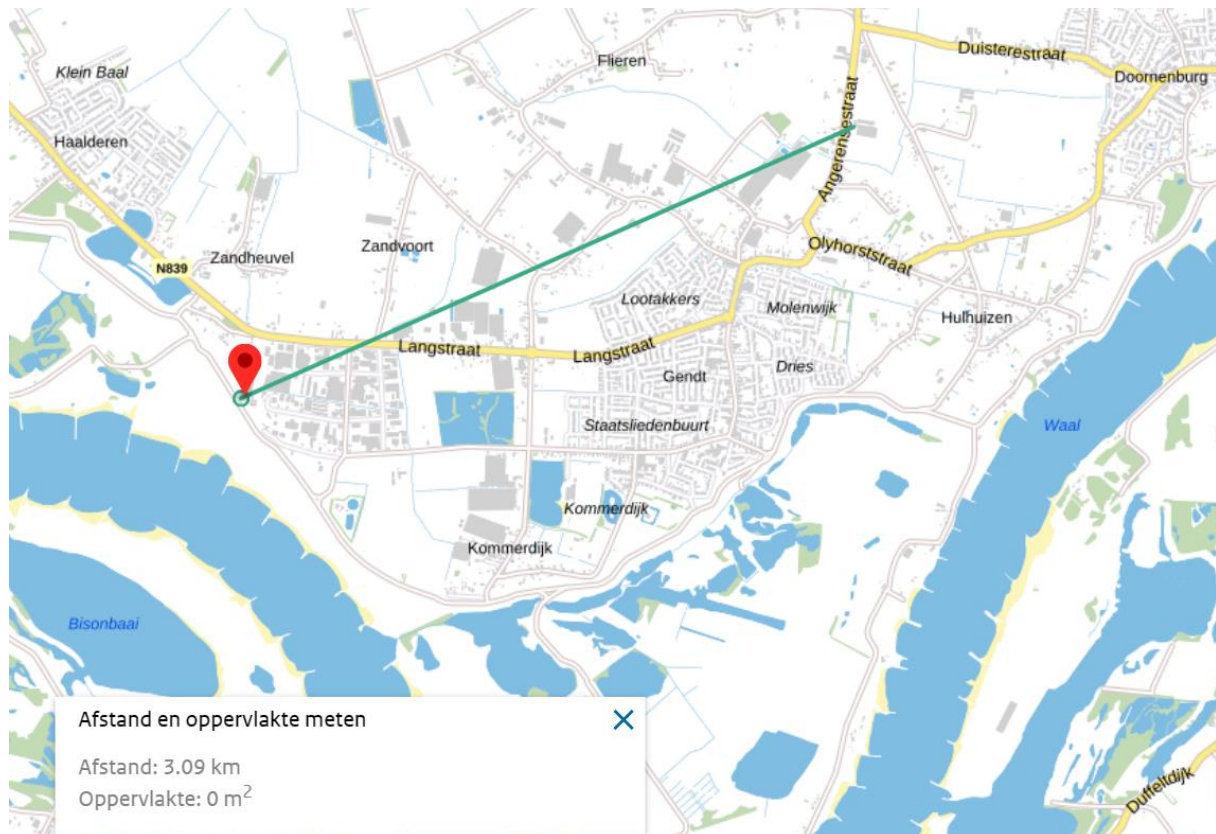 Flieren
Duisterestraat
Klein Baal
Doornenburg
Haalderen
Angerensestraat
Zandvoort
Olyhorststraat
Zandheuvel
N839
Lootakkers
Molenwijk
Hulhuizen
Langstraat
Langstraat
Gendt
Dries
Staatsliedenbuurt
Waal
Kommerdijk
Kommerdijk
Bisonbaai
Afstand en oppervlakte meten
Afstand: 3.09 km
Oppervlakte: 0 m²
Duffeltdijk